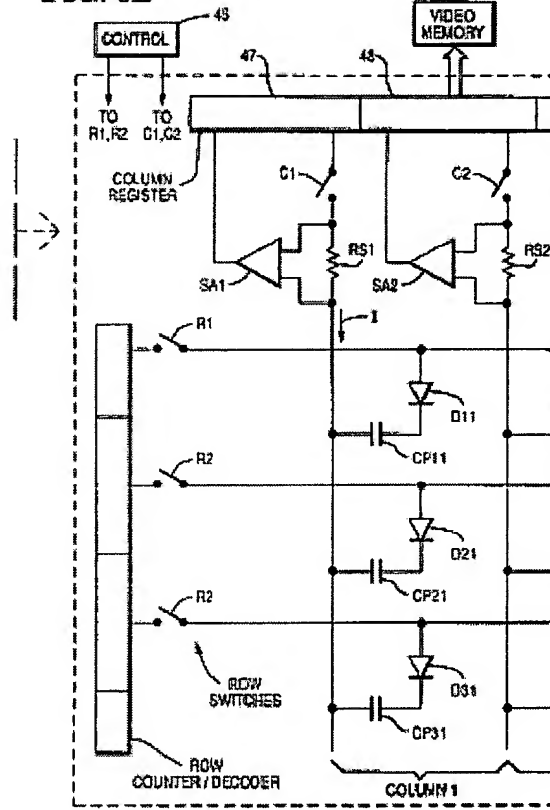 VIDEO
MEMORY
CONTROL
TO
R1,R2
TO
C1,C2
47
48
COLUMN
REGISTER
C1
C2
RS1
RS2
SA1
SA2
I
R1
D11
CP11
R2
D21
CP21
R2
D31
CP31
ROW
SWITCHES
ROW
COUNTER/DECODER
COLUMN 1